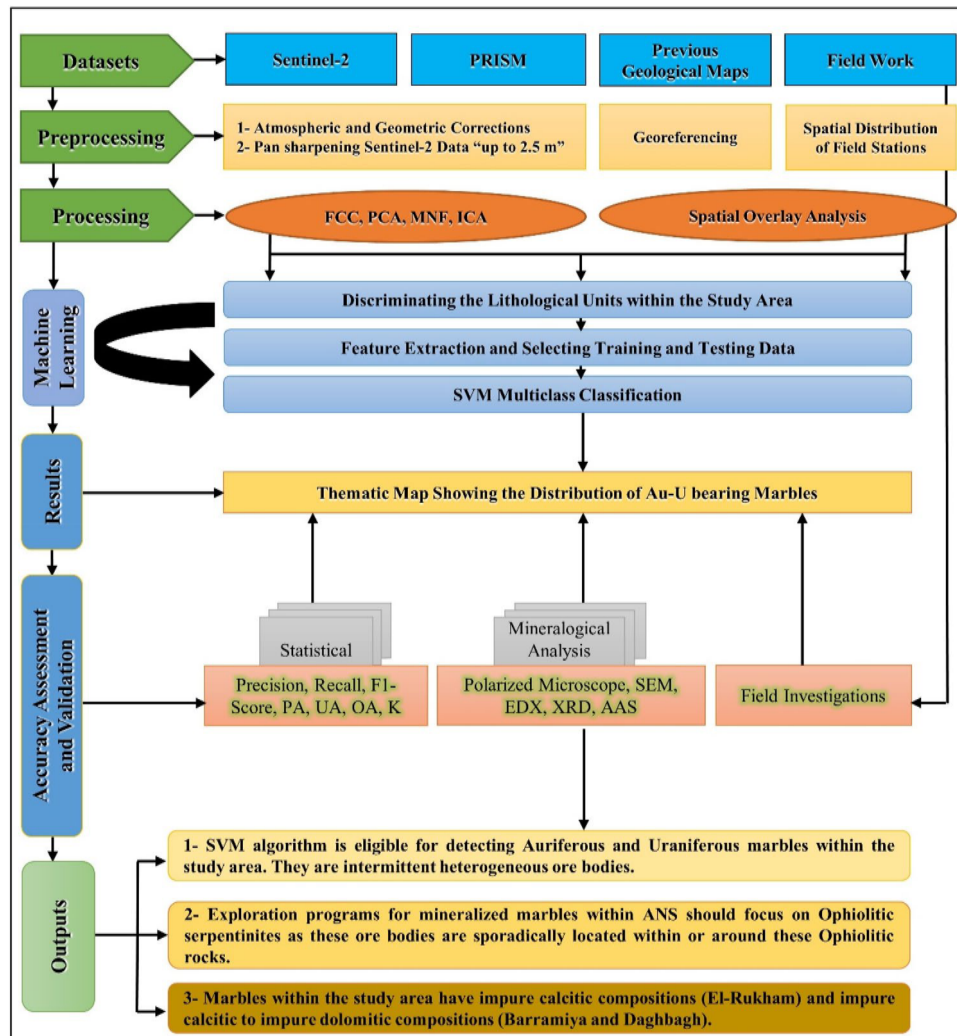 Datasets
Sentinel-2
PRISM
Previous
Geological Maps
Field Work
Preprocessing
1- Atmospheric and Geometric Corrections
2- Pan sharpening Sentinel-2 Data “up to 2.5 m”
Georeferencing
Spatial Distribution
of Field Stations
Processing
FCC, PCA, MNF, ICA
Spatial Overlay Analysis
Machine
Learning
Discriminating the Lithological Units within the Study Area
Feature Extraction and Selecting Training and Testing Data
SVM Multiclass Classification
Results
Thematic Map Showing the Distribution of Au-U bearing Marbles
Accuracy Assessment
and Validation
Statistical
Precision, Recall, F1-
Score, PA, UA, OA, K
Mineralogical
Analysis
Polarized Microscope, SEM,
EDX, XRD, AAS
Field Investigations
Outputs
1- SVM algorithm is eligible for detecting Auriferous and Uraniferous marbles within the
study area. They are intermittent heterogeneous ore bodies.
2- Exploration programs for mineralized marbles within ANS should focus on Ophiolitic
serpentinites as these ore bodies are sporadically located within or around these Ophiolitic
rocks.
3- Marbles within the study area have impure calcitic compositions (El-Rukham) and impure
calcitic to impure dolomitic compositions (Barramiya and Daghbagh).